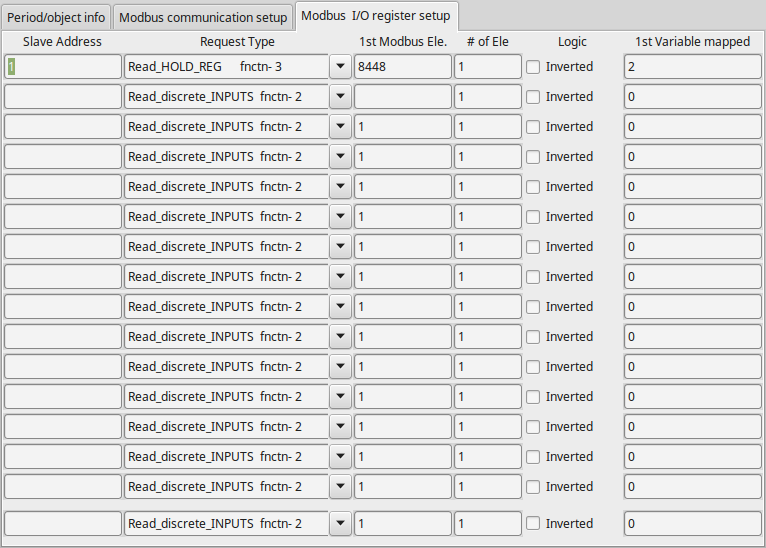 Period/object info Modbus communication setup Modbus I/O register setup
Slave Address Request Type 1st Modbus Ele. # of Ele Logic 1st Variable mapped
1 Read_HOLD_REG fnctn- 3 8448 1 Inverted 2
Read_discrete_INPUTS fnctn- 2 1 Inverted 0
Read_discrete_INPUTS fnctn- 2 1 1 Inverted 0
Read_discrete_INPUTS fnctn- 2 1 1 Inverted 0
Read_discrete_INPUTS fnctn- 2 1 1 Inverted 0
Read_discrete_INPUTS fnctn- 2 1 1 Inverted 0
Read_discrete_INPUTS fnctn- 2 1 1 Inverted 0
Read_discrete_INPUTS fnctn- 2 1 1 Inverted 0
Read_discrete_INPUTS fnctn- 2 1 1 Inverted 0
Read_discrete_INPUTS fnctn- 2 1 1 Inverted 0
Read_discrete_INPUTS fnctn- 2 1 1 Inverted 0
Read_discrete_INPUTS fnctn- 2 1 1 Inverted 0
Read_discrete_INPUTS fnctn- 2 1 1 Inverted 0
Read_discrete_INPUTS fnctn- 2 1 1 Inverted 0
Read_discrete_INPUTS fnctn- 2 1 1 Inverted 0
Read_discrete_INPUTS fnctn- 2 1 1 Inverted 0